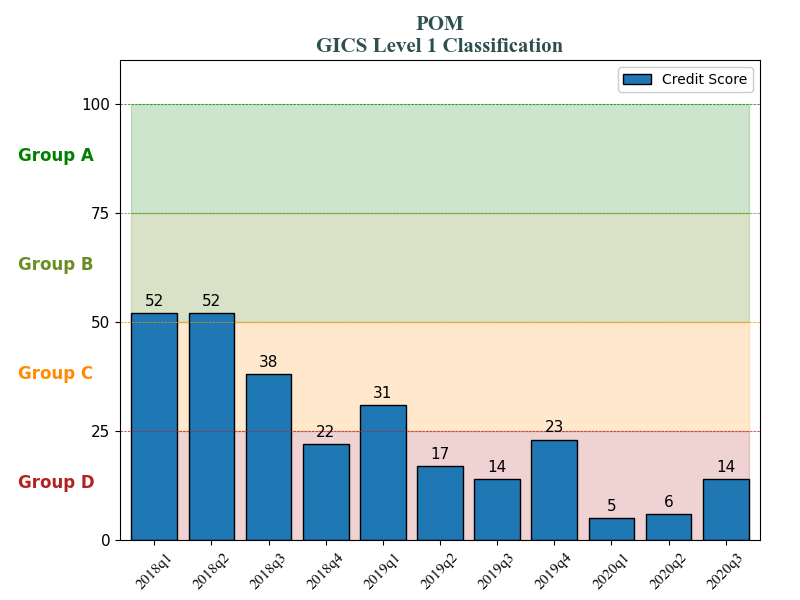 POM
GICS Level 1 Classification
Credit Score
100
Group A
75
Group B
52
52
50
38
Group C
31
25
22
23
17
14
14
Group D
5
6
0
2018q1
2018q2
2018q3
2018q4
2019q1
2019q2
2019q3
2019q4
2020q1
2020q2
2020q3